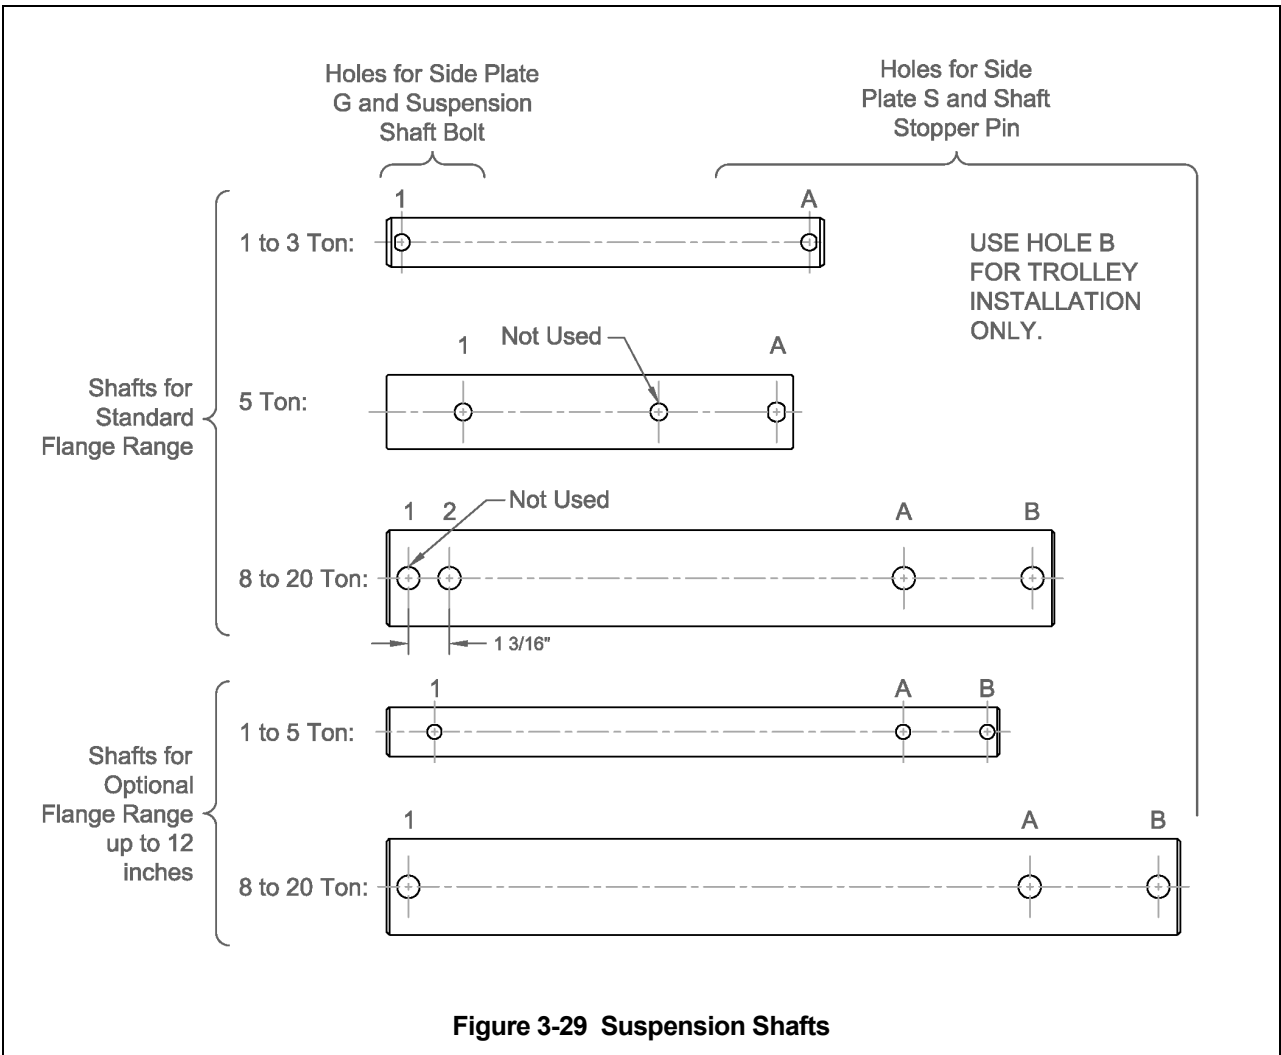 Holes for Side Plate
G and Suspension
Shaft Bolt
Holes for Side
Plate S and Shaft
Stopper Pin
1
A
1 to 3 Ton:
USE HOLE B
FOR TROLLEY
INSTALLATION
ONLY.
Shafts for
Standard
Flange Range
Not Used
1
A
5 Ton:
Not Used
1
2
A
B
8 to 20 Ton:
1 3/16"
Shafts for
Optional
Flange Range
up to 12
inches
1
A
B
1 to 5 Ton:
1
A
B
8 to 20 Ton:
Figure 3-29 Suspension Shafts